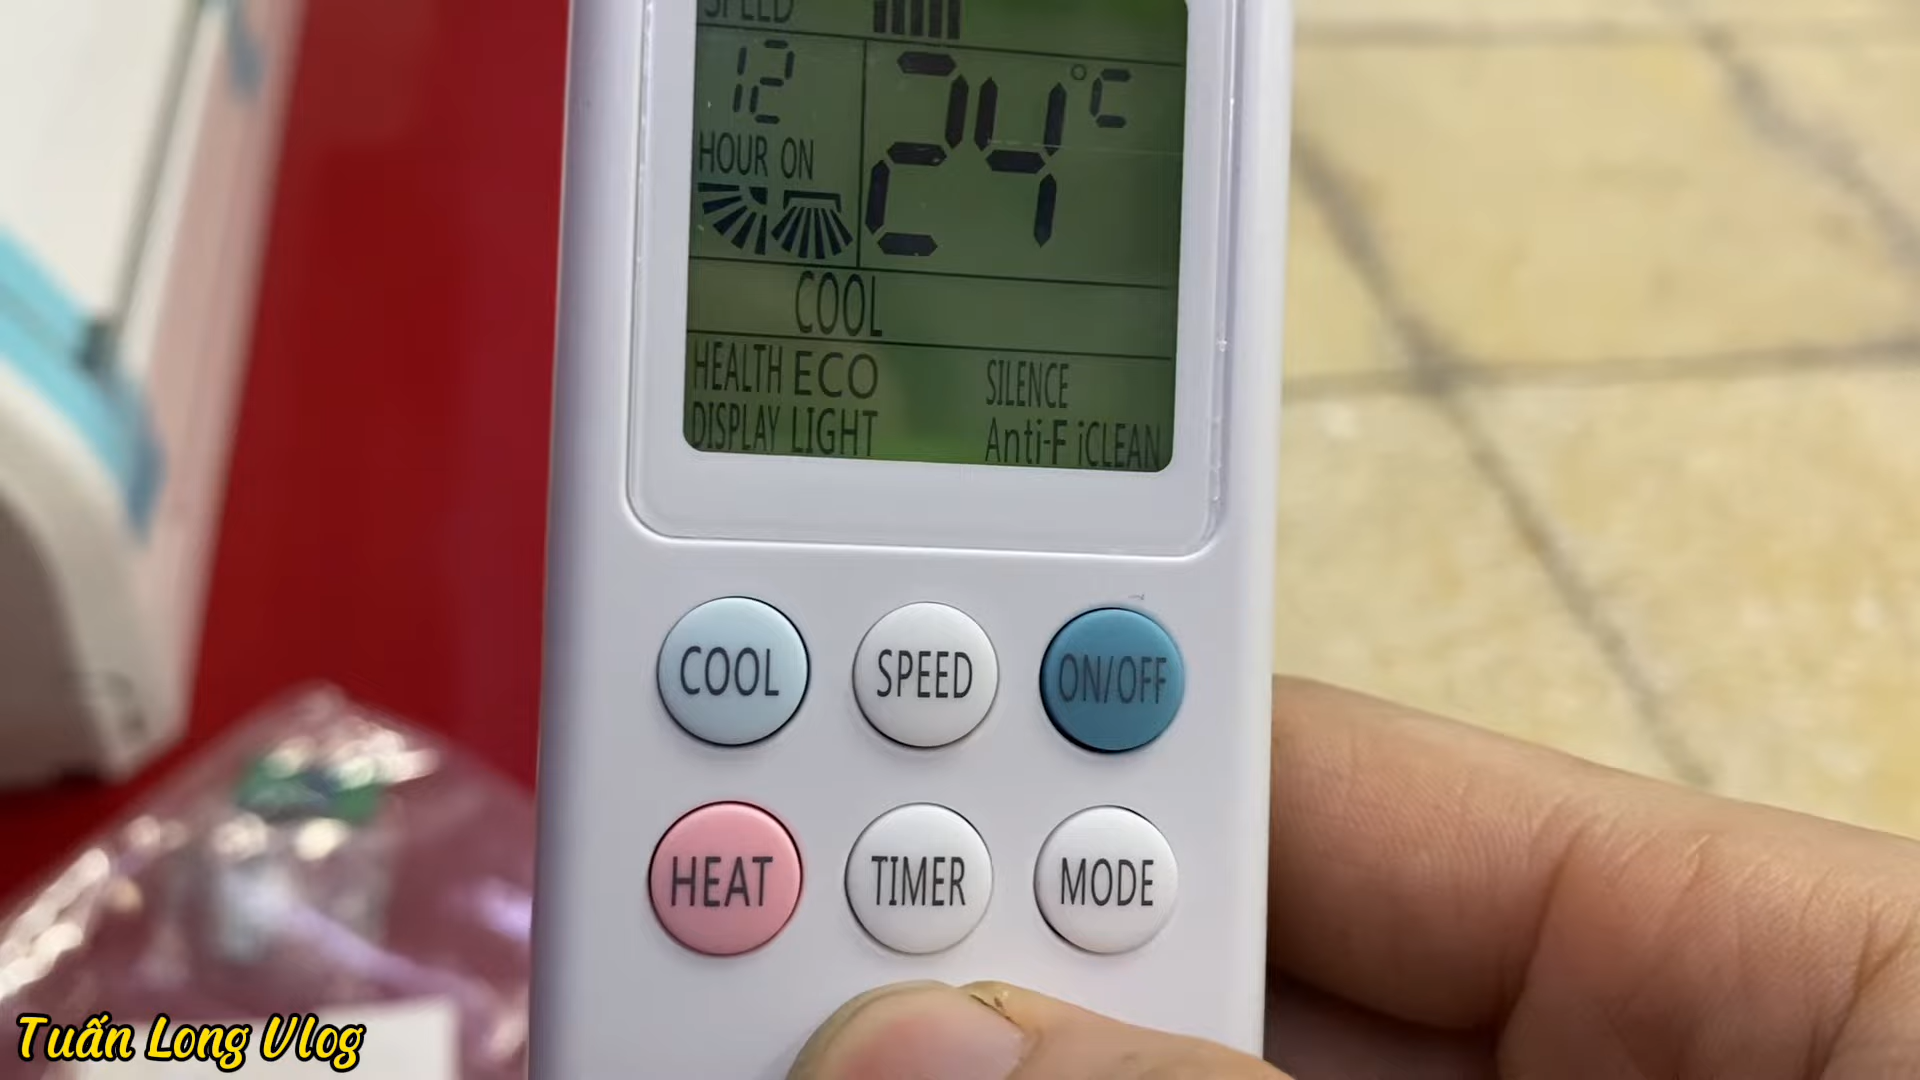 SPEED
12
24°C
HOUR ON
COOL
HEALTH ECO SILENCE
DISPLAY LIGHT Anti-F iCLEAN
COOL SPEED ON/OFF
HEAT TIMER MODE
Tuấn Long Vlog